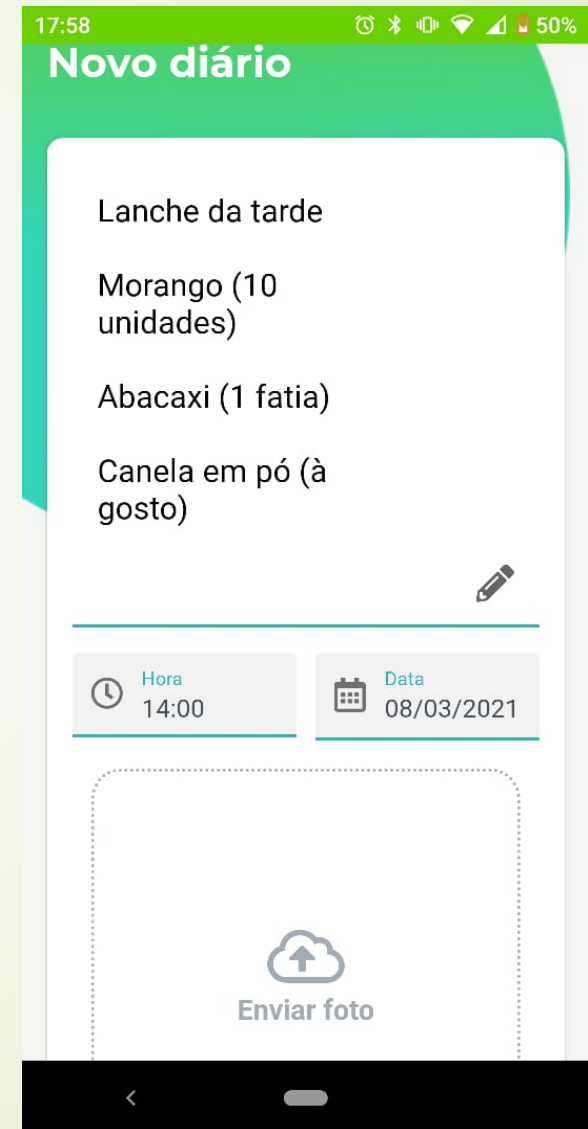 17:58 50%
Novo diário
Lanche da tarde
Morango (10
unidades)
Abacaxi (1 fatia)
Canela em pó (à
gosto)
Hora Data
14:00 08/03/2021
Enviar foto